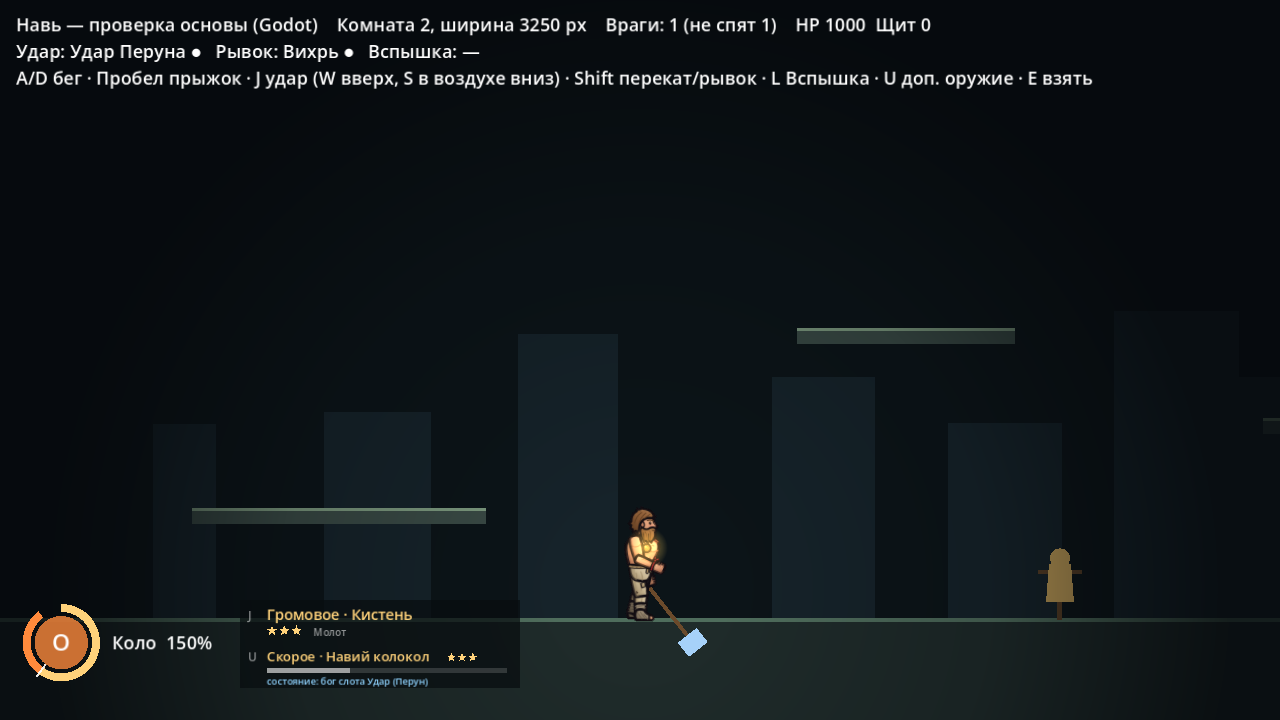 Навь — проверка основы (Godot) Комната 2, ширина 3250 px Враги: 1 (не спят 1) HP 1000 Щит 0
Удар: Удар Перуна ● Рывок: Вихрь ● Вспышка: —
A/D бег · Пробел прыжок · J удар (W вверх, S в воздухе вниз) · Shift перекат/рывок · L Вспышка · U доп. оружие · E взять
J Громовое · Кистень
★★★ Молот
О Коло 150%
U Скорое · Навий колокол ★★★
состояние: бог слота Удар (Перун)